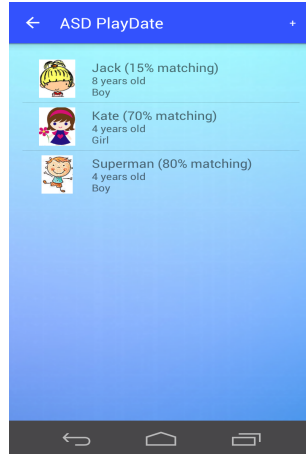 ASD PlayDate
+
Jack (15% matching)
8 years old
Boy
Kate (70% matching)
4 years old
Girl
Superman (80% matching)
4 years old
Boy